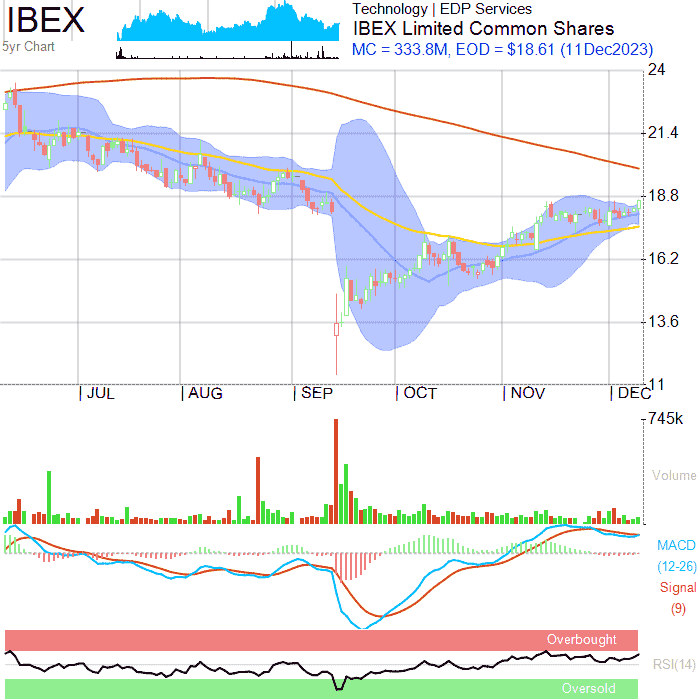 IBEX
5yr Chart
Technology | EDP Services
IBEX Limited Common Shares
MC = 333.8M, EOD = $18.61 (11Dec2023)
24
21.4
18.8
16.2
13.6
11
JUL AUG SEP OCT NOV DEC
745k
Volume
MACD
(12-26)
Signal
(9)
Overbought
RSI(14)
Oversold